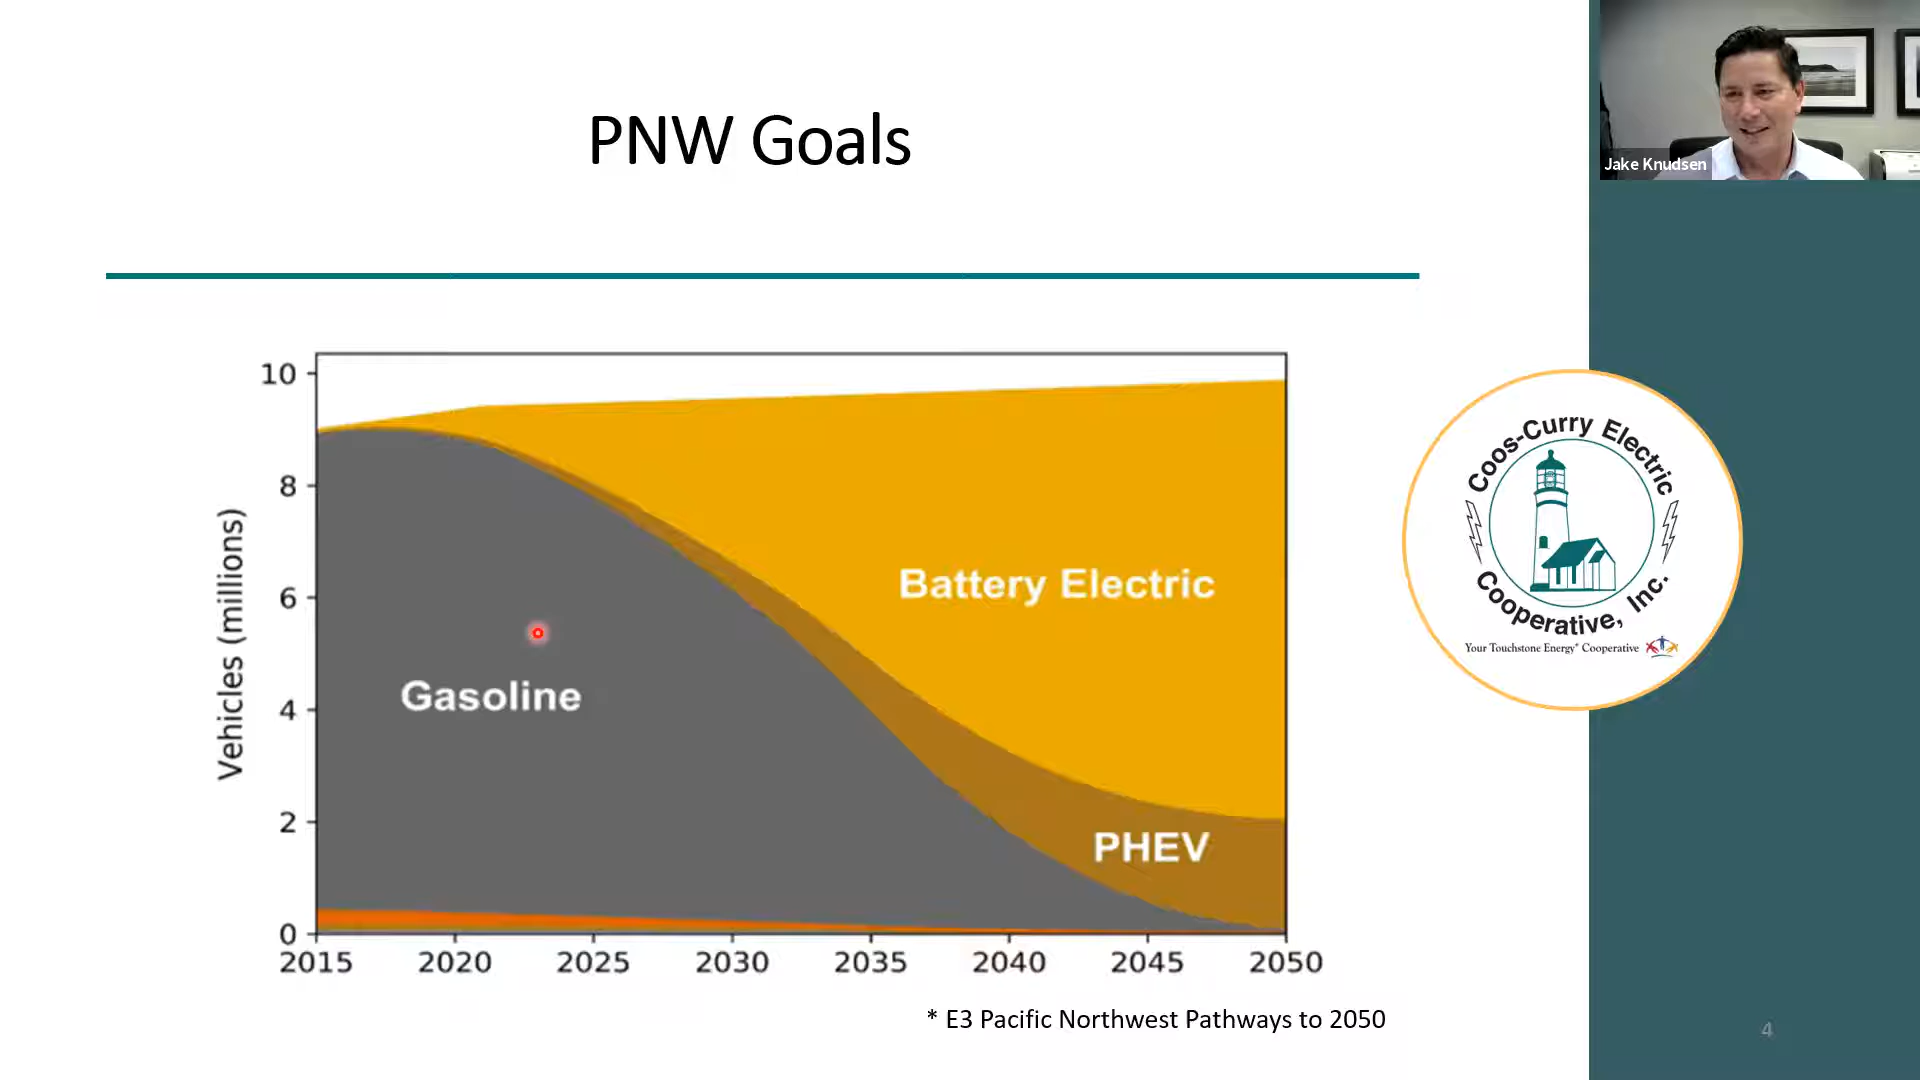 PNW Goals
Jake Knudsen
10
8
6
4
2
0
Vehicles (millions)
Gasoline
Battery Electric
PHEV
2015 2020 2025 2030 2035 2040 2045 2050
* E3 Pacific Northwest Pathways to 2050
Coos-Curry Electric
Cooperative, Inc.
Your Touchstone Energy® Cooperative
4